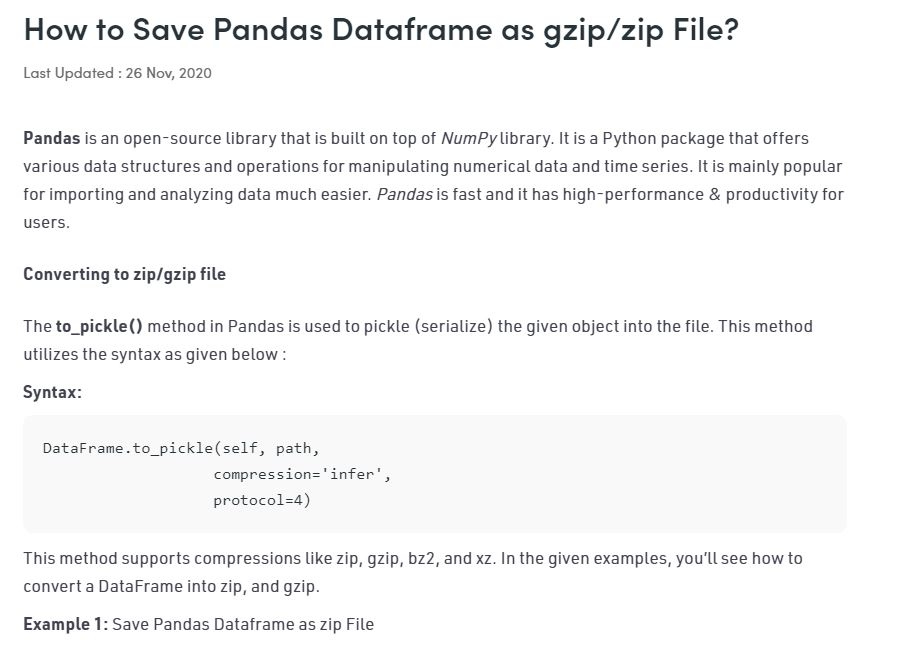 How to Save Pandas Dataframe as gzip/zip File?
Last Updated : 26 Nov, 2020
Pandas is an open-source library that is built on top of NumPy library. It is a Python package that offers
various data structures and operations for manipulating numerical data and time series. It is mainly popular
for importing and analyzing data much easier. Pandas is fast and it has high-performance & productivity for
users.
Converting to zip/gzip file
The to_pickle() method in Pandas is used to pickle (serialize) the given object into the file. This method
utilizes the syntax as given below :
Syntax:
DataFrame.to_pickle(self, path,
compression='infer',
protocol=4)
This method supports compressions like zip, gzip, bz2, and xz. In the given examples, you’ll see how to
convert a DataFrame into zip, and gzip.
Example 1: Save Pandas Dataframe as zip File